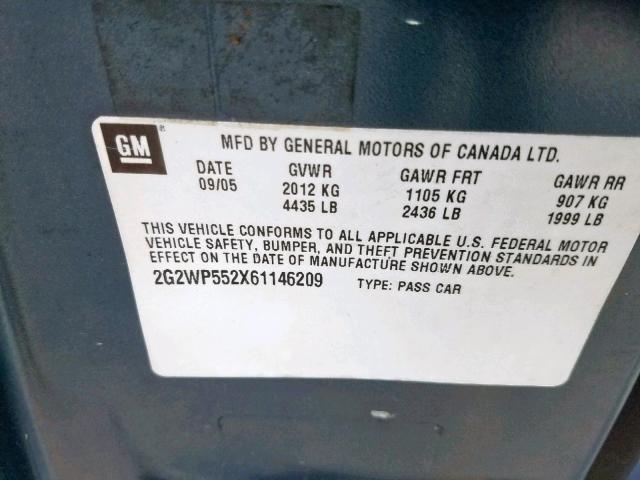 GM®
MFD BY GENERAL MOTORS OF CANADA LTD.
DATE GVWR GAWR FRT GAWR RR
09/05 2012 KG 1105 KG 907 KG
4435 LB 2436 LB 1999 LB
THIS VEHICLE CONFORMS TO ALL APPLICABLE U.S. FEDERAL MOTOR
VEHICLE SAFETY, BUMPER, AND THEFT PREVENTION STANDARDS IN
EFFECT ON THE DATE OF MANUFACTURE SHOWN ABOVE.
2G2WP552X61146209 TYPE: PASS CAR